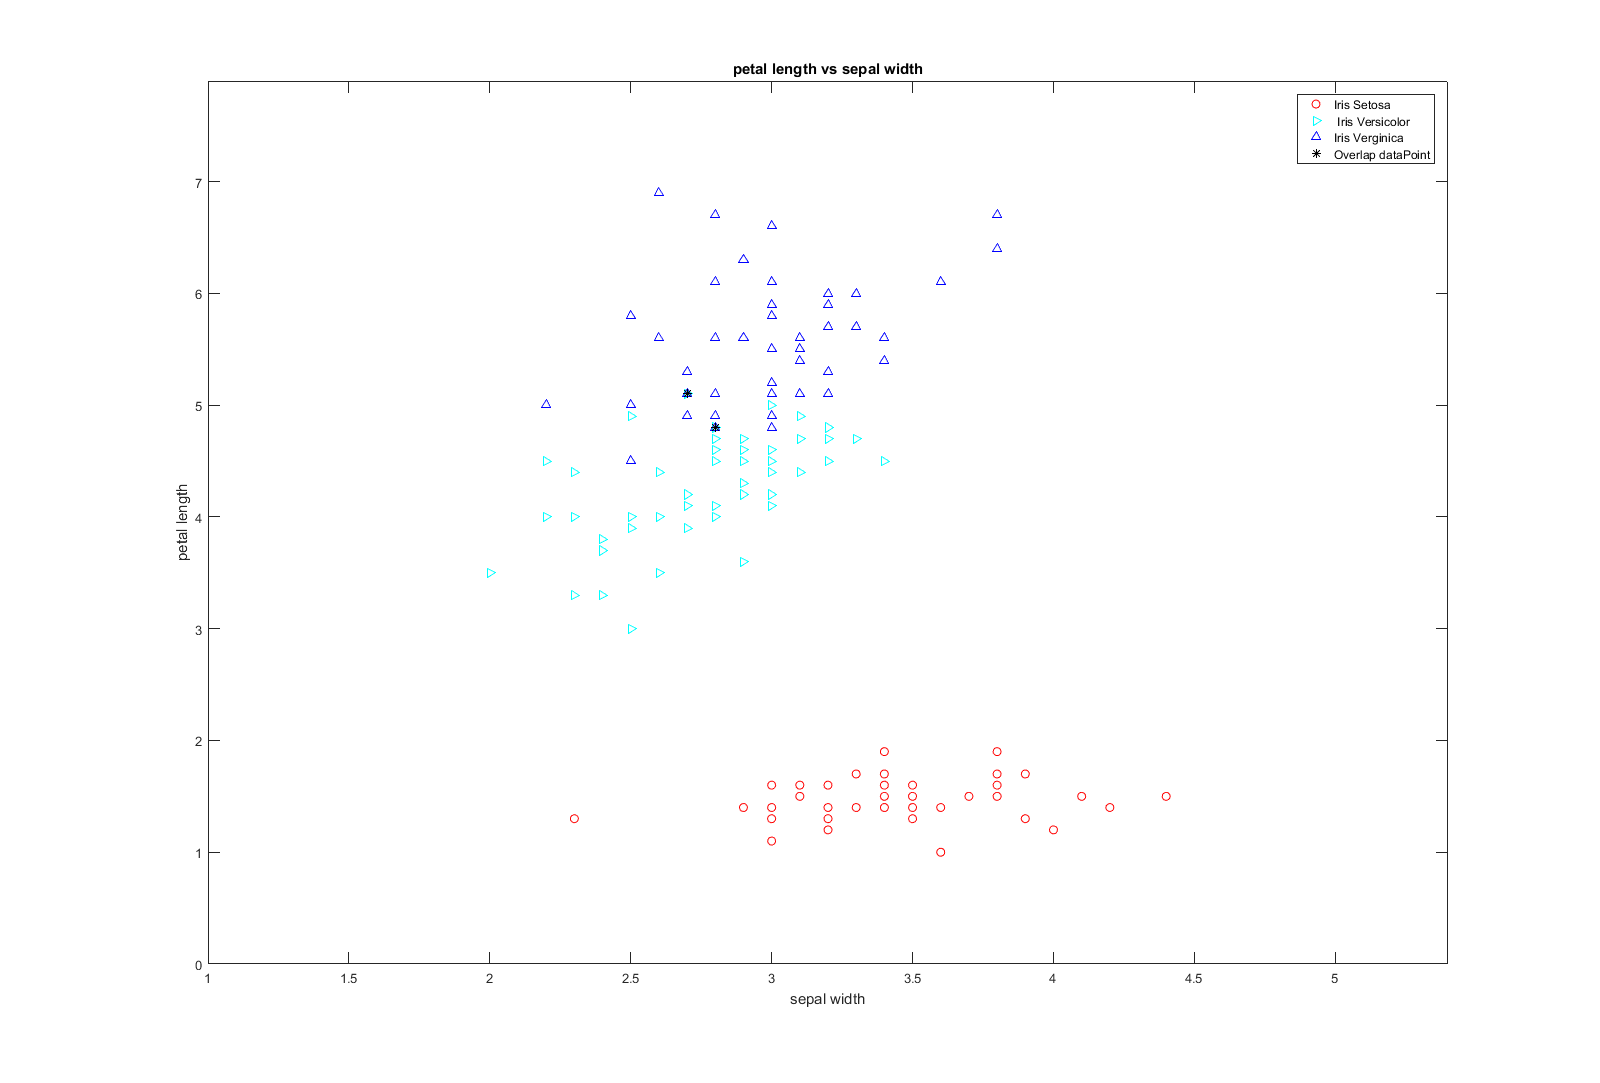 petal length vs sepal width
Iris Setosa
Iris Versicolor
Iris Verginica
Overlap dataPoint
7
6
5
4
3
2
1
0
petal length
1
1.5
2
2.5
3
3.5
4
4.5
5
sepal width